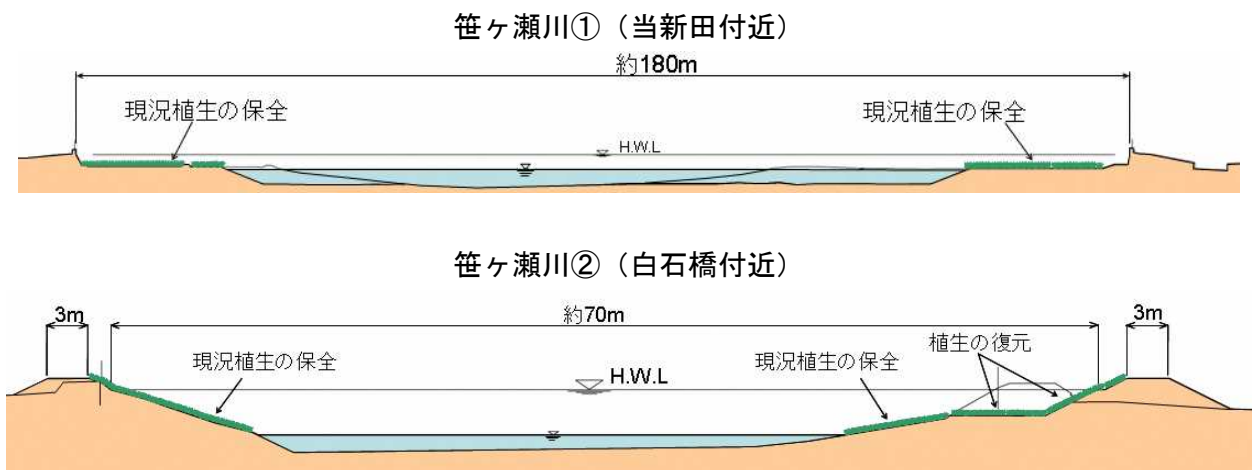 笹ヶ瀬川①（当新田付近）
約180m
現況植生の保全
現況植生の保全
H.W.L
笹ヶ瀬川②（白石橋付近）
3m
約70m
3m
植生の復元
現況植生の保全
現況植生の保全
H.W.L